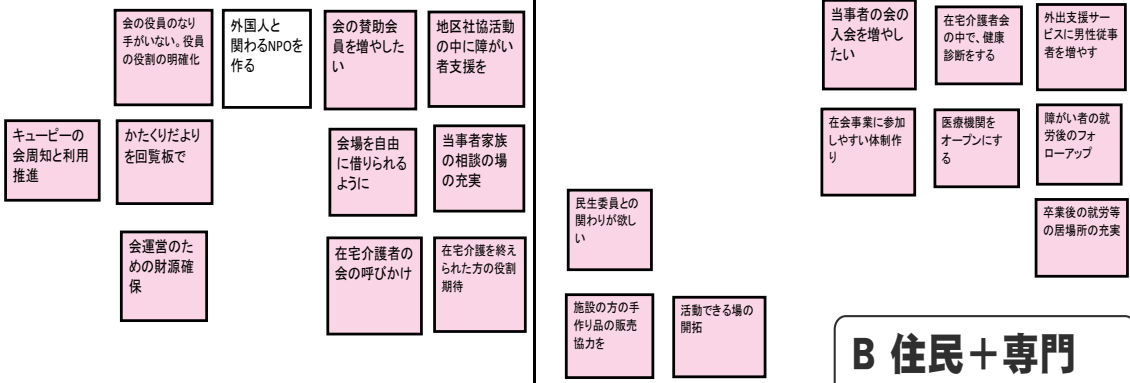 会の役員のなり
手がいない。役員
の役割の明確化
外国人と
関わるNPOを
作る
会の賛助会
員を増やした
い
地区社協活動
の中に障がい
者支援を
キューピーの
会周知と利用
推進
かたくりだより
を回覧板で
会場を自由
に借りられる
ように
当事者家族
の相談の場
の充実
会運営のた
めの財源確
保
在宅介護者の
会の呼びかけ
在宅介護を終え
られた方の役割
期待
当事者の会の
入会を増やし
たい
在宅介護者会
の中で、健康
診断をする
外出支援サー
ビスに男性従事
者を増やす
在会事業に参加
しやすい体制作
り
医療機関を
オープンにす
る
障がい者の就
労後のフォ
ローアップ
民生委員との
関わりが欲し
い
卒業後の就労等
の居場所の充実
施設の方の手
作り品の販売
協力を
活動できる場の
開拓
B 住民＋専門